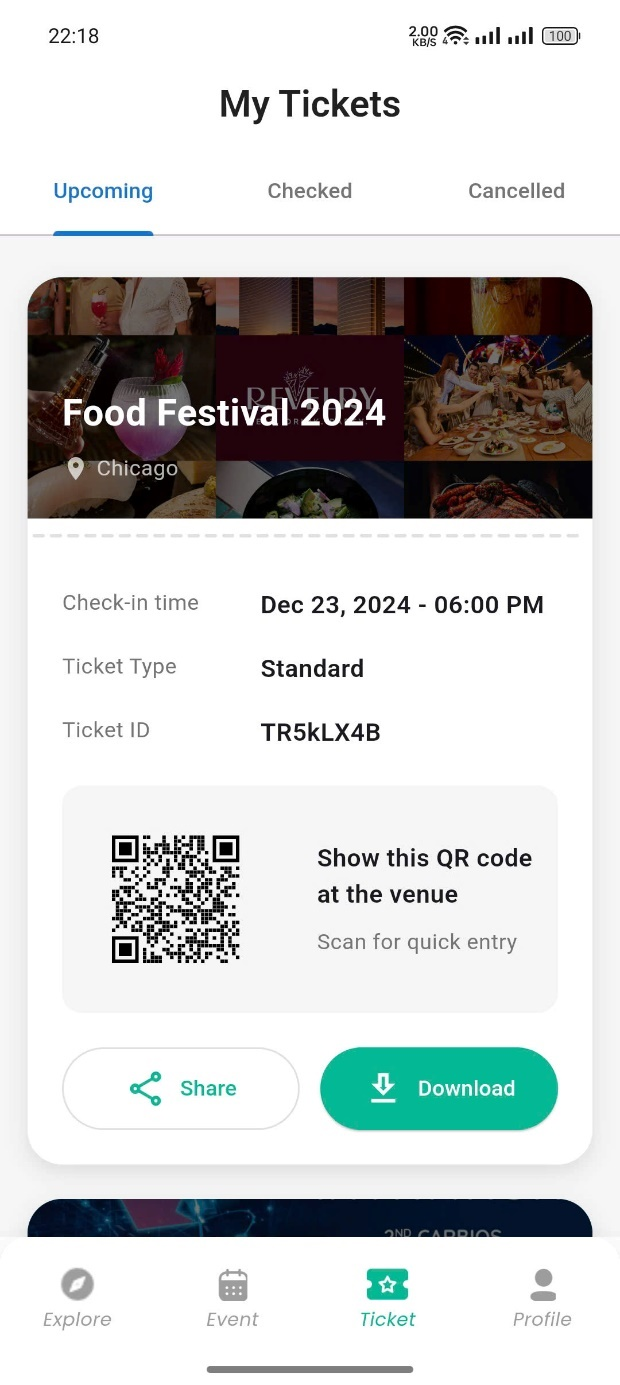 22:18
2.00
KB/S
4
100
My Tickets
Upcoming Checked Cancelled
REVELRY
Food Festival 2024
Chicago
Check-in time Dec 23, 2024 - 06:00 PM
Ticket Type Standard
Ticket ID TR5kLX4B
Show this QR code
at the venue
Scan for quick entry
Share Download
2ND CARRIOS
Explore Event Ticket Profile